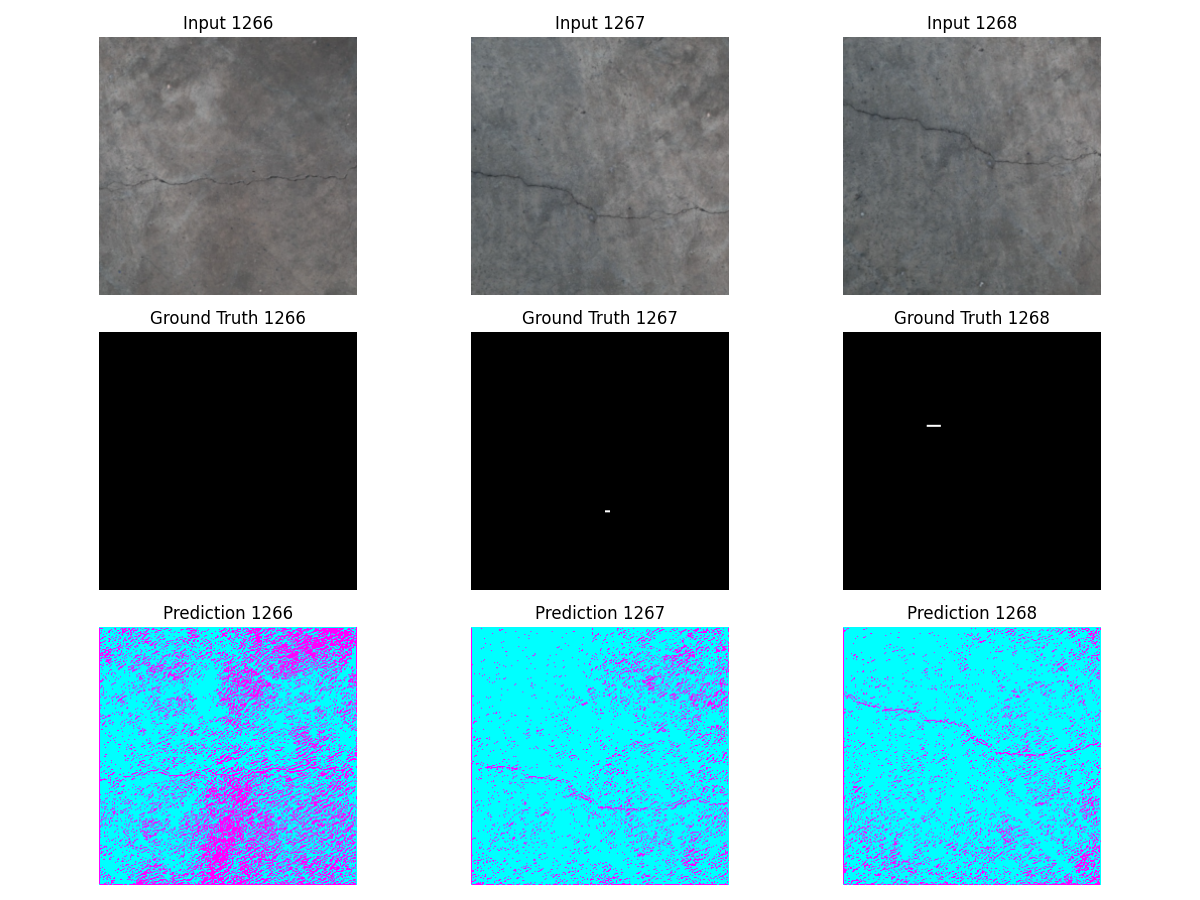 Input 1266
Input 1267
Input 1268
Ground Truth 1266
Ground Truth 1267
Ground Truth 1268
Prediction 1266
Prediction 1267
Prediction 1268